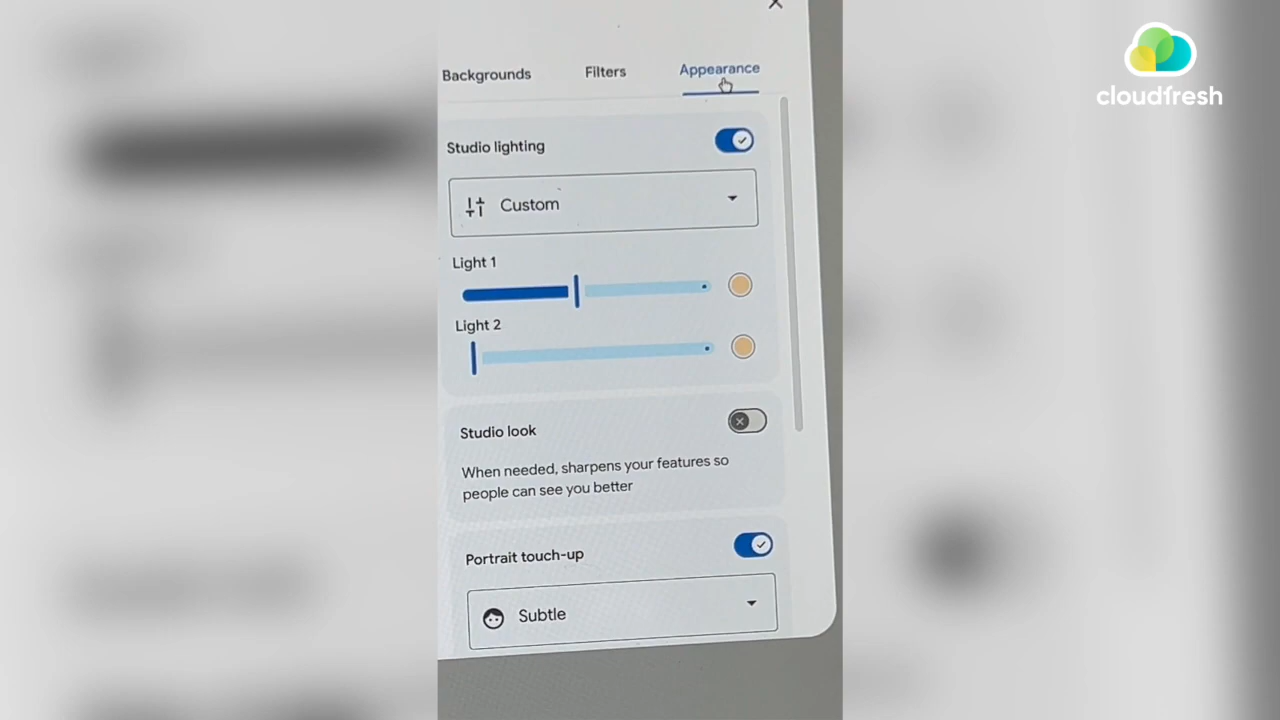 cloudfresh
Backgrounds Filters Appearance
Studio lighting
Custom
Light 1
Light 2
Studio look
When needed, sharpens your features so
people can see you better
Portrait touch-up
Subtle